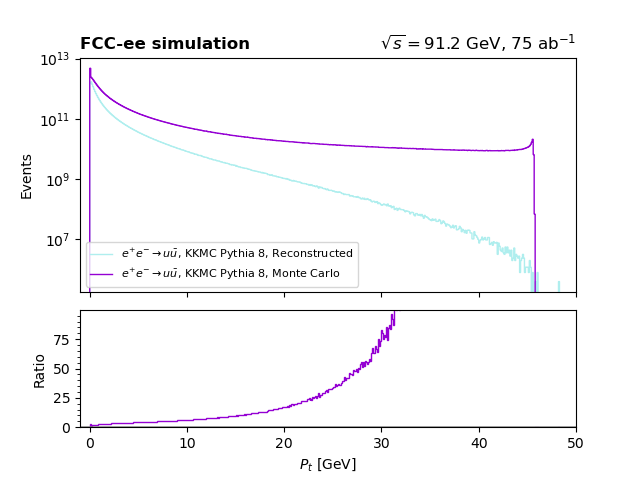 FCC-ee simulation
√s = 91.2 GeV, 75 ab⁻¹
Events
10¹³
10¹¹
10⁹
10⁷
e⁺e⁻→uū, KKMC Pythia 8, Reconstructed
e⁺e⁻→uū, KKMC Pythia 8, Monte Carlo
Ratio
75
50
25
0
0 10 20 30 40 50
Pₜ [GeV]